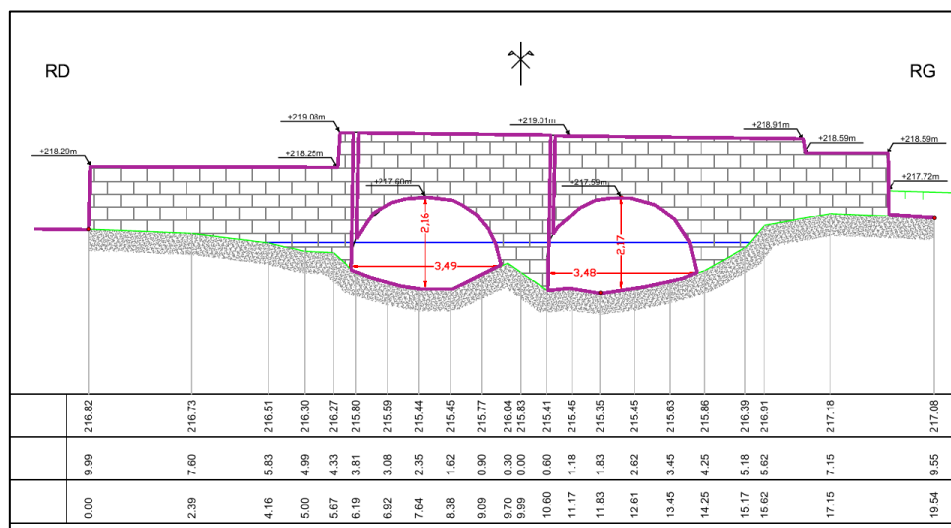 RD
RG
+219.08m
+219.01m
+218.91m
+218.20m
+218.25m
+218.59m
+218.59m
+217.60m
+217.59m
+217.72m
2,16
2,17
3,49
3,48
216.82 216.73 216.51 216.30 216.27 215.80 215.59 215.44 215.45 215.77 216.04 215.83 215.41 215.45 215.35 215.45 215.63 215.86 216.39 216.91 217.18 217.08
9.99 7.60 5.83 4.99 4.33 3.81 3.08 2.35 1.62 0.90 0.30 0.00 0.60 1.18 1.83 2.62 3.45 4.25 5.18 5.62 7.15 9.55
0.00 2.39 4.16 5.00 5.67 6.19 6.92 7.64 8.38 9.09 9.70 9.99 10.60 11.17 11.83 12.61 13.45 14.25 15.17 15.62 17.15 19.54